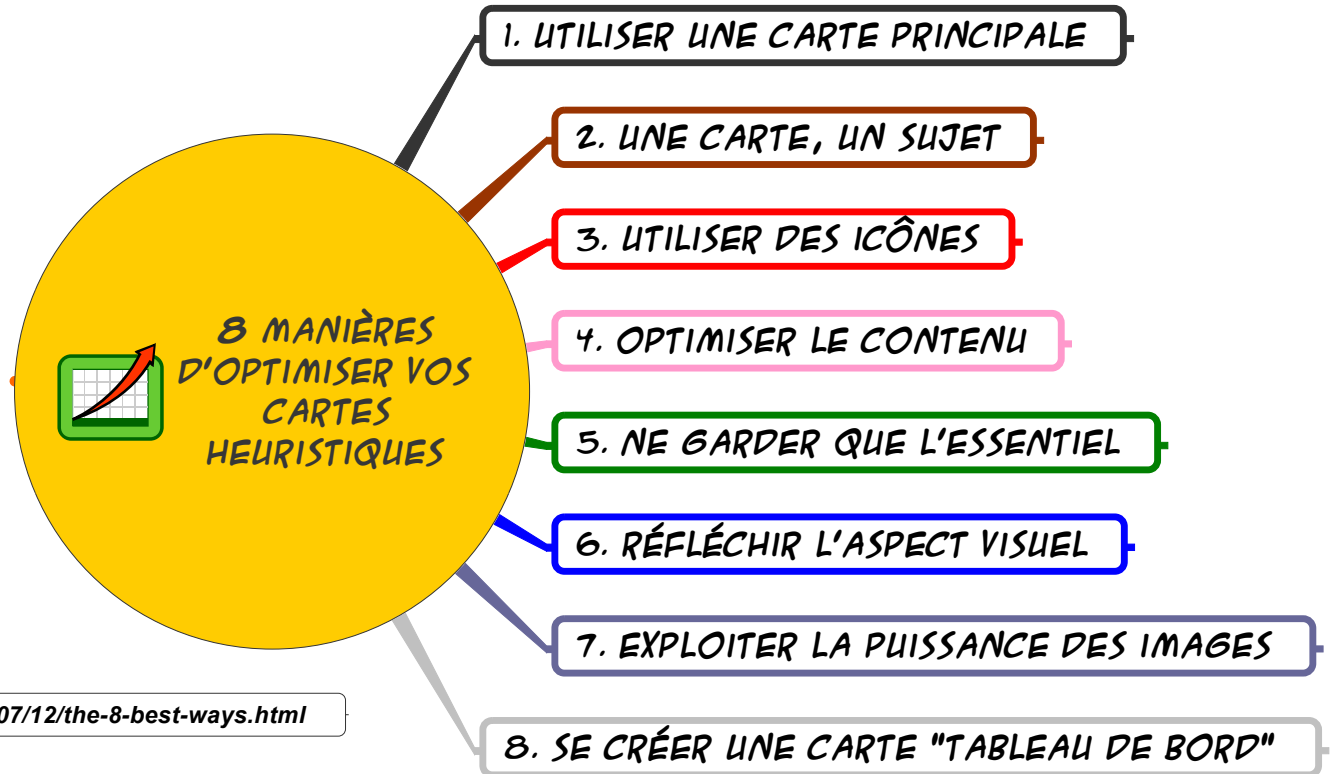 8 MANIÈRES
D'OPTIMISER VOS
CARTES
HEURISTIQUES
1. UTILISER UNE CARTE PRINCIPALE
2. UNE CARTE, UN SUJET
3. UTILISER DES ICÔNES
4. OPTIMISER LE CONTENU
5. NE GARDER QUE L'ESSENTIEL
6. RÉFLÉCHIR L'ASPECT VISUEL
7. EXPLOITER LA PUISSANCE DES IMAGES
8. SE CRÉER UNE CARTE "TABLEAU DE BORD"
07/12/the-8-best-ways.html